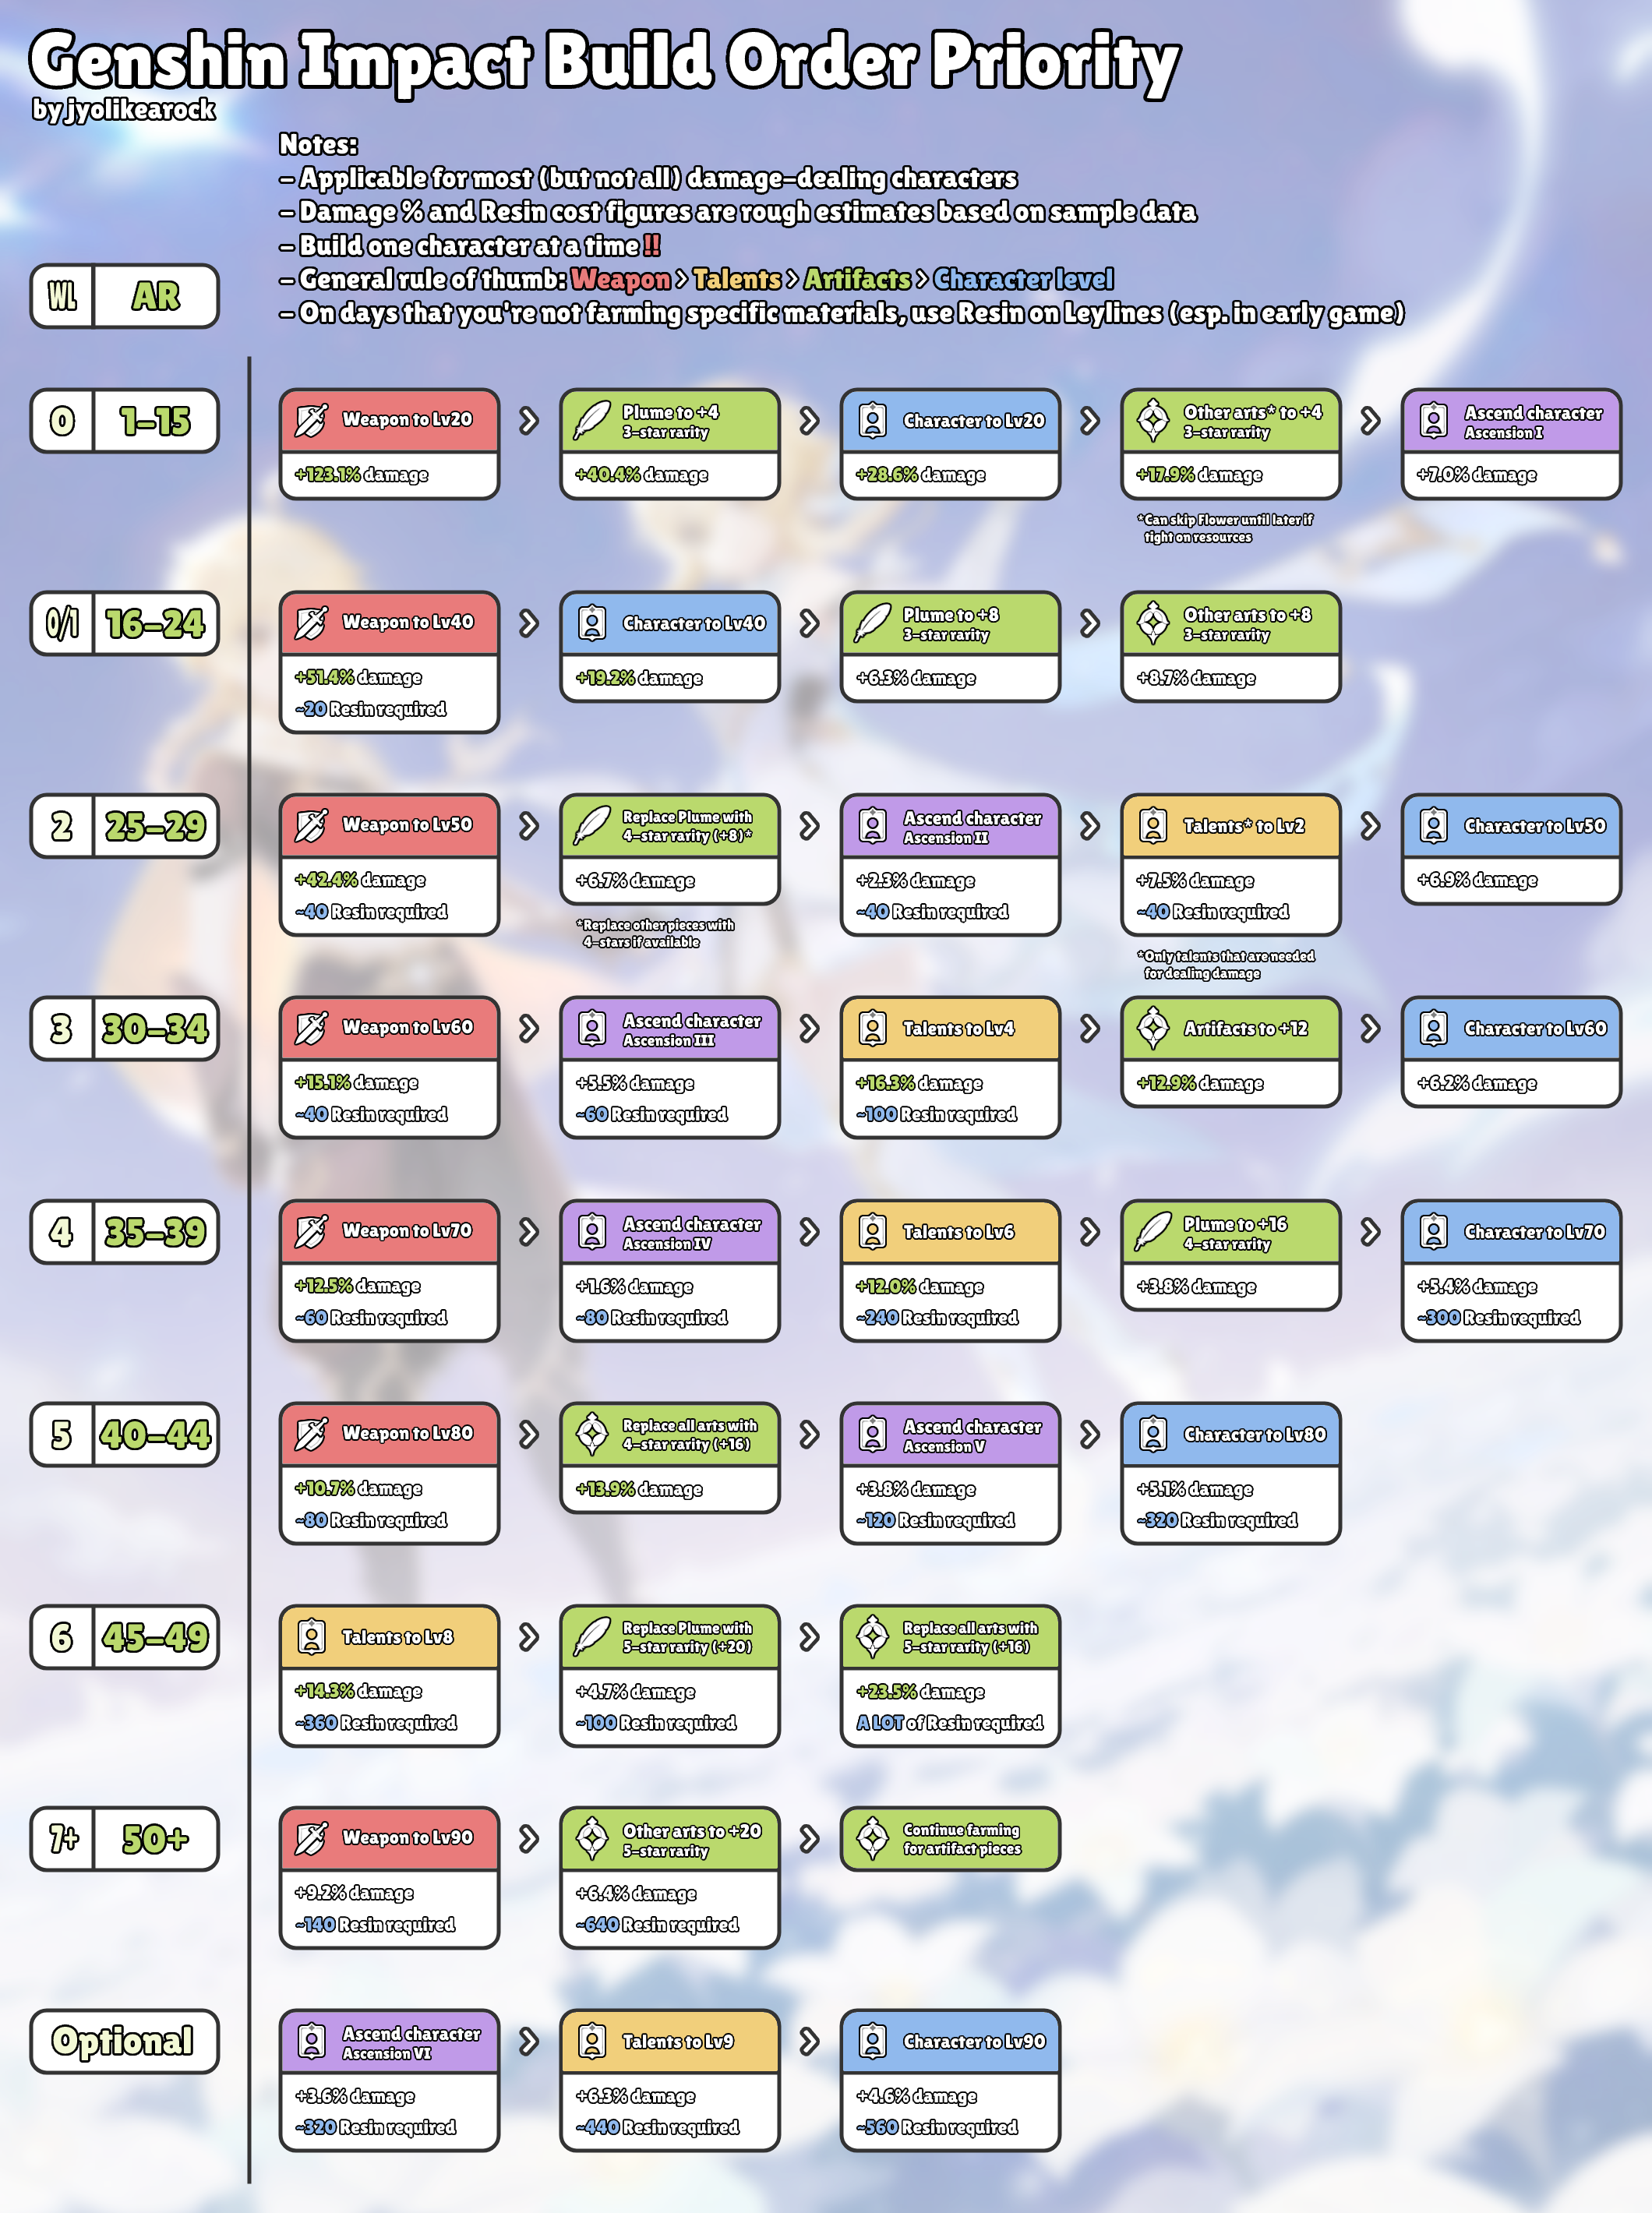 Genshin Impact Build Order Priority
by jyolikearock
Notes:
– Applicable for most (but not all) damage–dealing characters
– Damage % and Resin cost figures are rough estimates based on sample data
– Build one character at a time !!
– General rule of thumb: Weapon > Talents > Artifacts > Character level
– On days that you're not farming specific materials, use Resin on Leylines (esp. in early game)
WL AR
0 1–15
Weapon to Lv20
+123.1% damage
Plume to +4
3–star rarity
+40.4% damage
Character to Lv20
+28.6% damage
Other arts* to +4
3–star rarity
+17.9% damage
*Can skip Flower until later if
tight on resources
Ascend character
Ascension I
+7.0% damage
0/1 16–24
Weapon to Lv40
+51.4% damage
~20 Resin required
Character to Lv40
+19.2% damage
Plume to +8
3–star rarity
+6.3% damage
Other arts to +8
3–star rarity
+8.7% damage
2 25–29
Weapon to Lv50
+42.4% damage
~40 Resin required
Replace Plume with
4–star rarity (+8)*
+6.7% damage
*Replace other pieces with
4–stars if available
Ascend character
Ascension II
+2.3% damage
~40 Resin required
Talents* to Lv2
+7.5% damage
~40 Resin required
*Only talents that are needed
for dealing damage
Character to Lv50
+6.9% damage
3 30–34
Weapon to Lv60
+15.1% damage
~40 Resin required
Ascend character
Ascension III
+5.5% damage
~60 Resin required
Talents to Lv4
+16.3% damage
~100 Resin required
Artifacts to +12
+12.9% damage
Character to Lv60
+6.2% damage
4 35–39
Weapon to Lv70
+12.5% damage
~60 Resin required
Ascend character
Ascension IV
+1.6% damage
~80 Resin required
Talents to Lv6
+12.0% damage
~240 Resin required
Plume to +16
4–star rarity
+3.8% damage
Character to Lv70
+5.4% damage
~300 Resin required
5 40–44
Weapon to Lv80
+10.7% damage
~80 Resin required
Replace all arts with
4–star rarity (+16)
+13.9% damage
Ascend character
Ascension V
+3.8% damage
~120 Resin required
Character to Lv80
+5.1% damage
~320 Resin required
6 45–49
Talents to Lv8
+14.3% damage
~360 Resin required
Replace Plume with
5–star rarity (+20)
+4.7% damage
~100 Resin required
Replace all arts with
5–star rarity (+16)
+23.5% damage
A LOT of Resin required
7+ 50+
Weapon to Lv90
+9.2% damage
~140 Resin required
Other arts to +20
5–star rarity
+6.4% damage
~640 Resin required
Continue farming
for artifact pieces
Optional
Ascend character
Ascension VI
+3.6% damage
~320 Resin required
Talents to Lv9
+6.3% damage
~440 Resin required
Character to Lv90
+4.6% damage
~560 Resin required